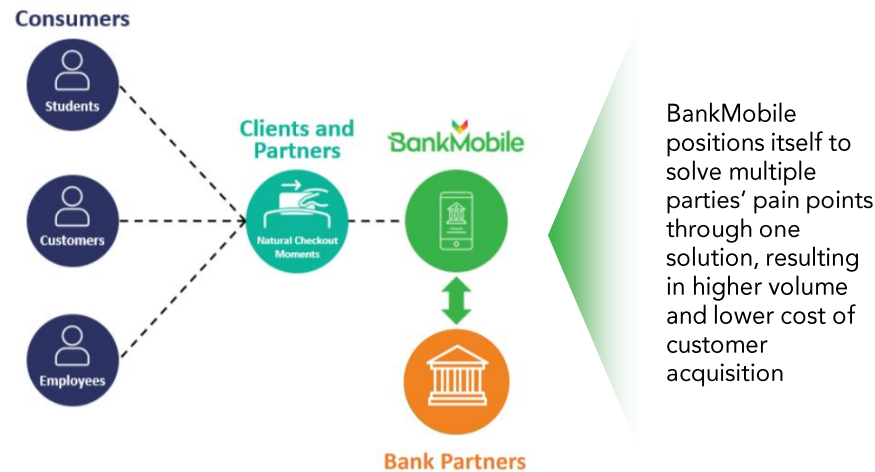 Consumers
Students
Customers
Employees
Clients and
Partners
Natural Checkout
Moments
BankMobile
Bank Partners
BankMobile
positions itself to
solve multiple
parties’ pain points
through one
solution, resulting
in higher volume
and lower cost of
customer
acquisition